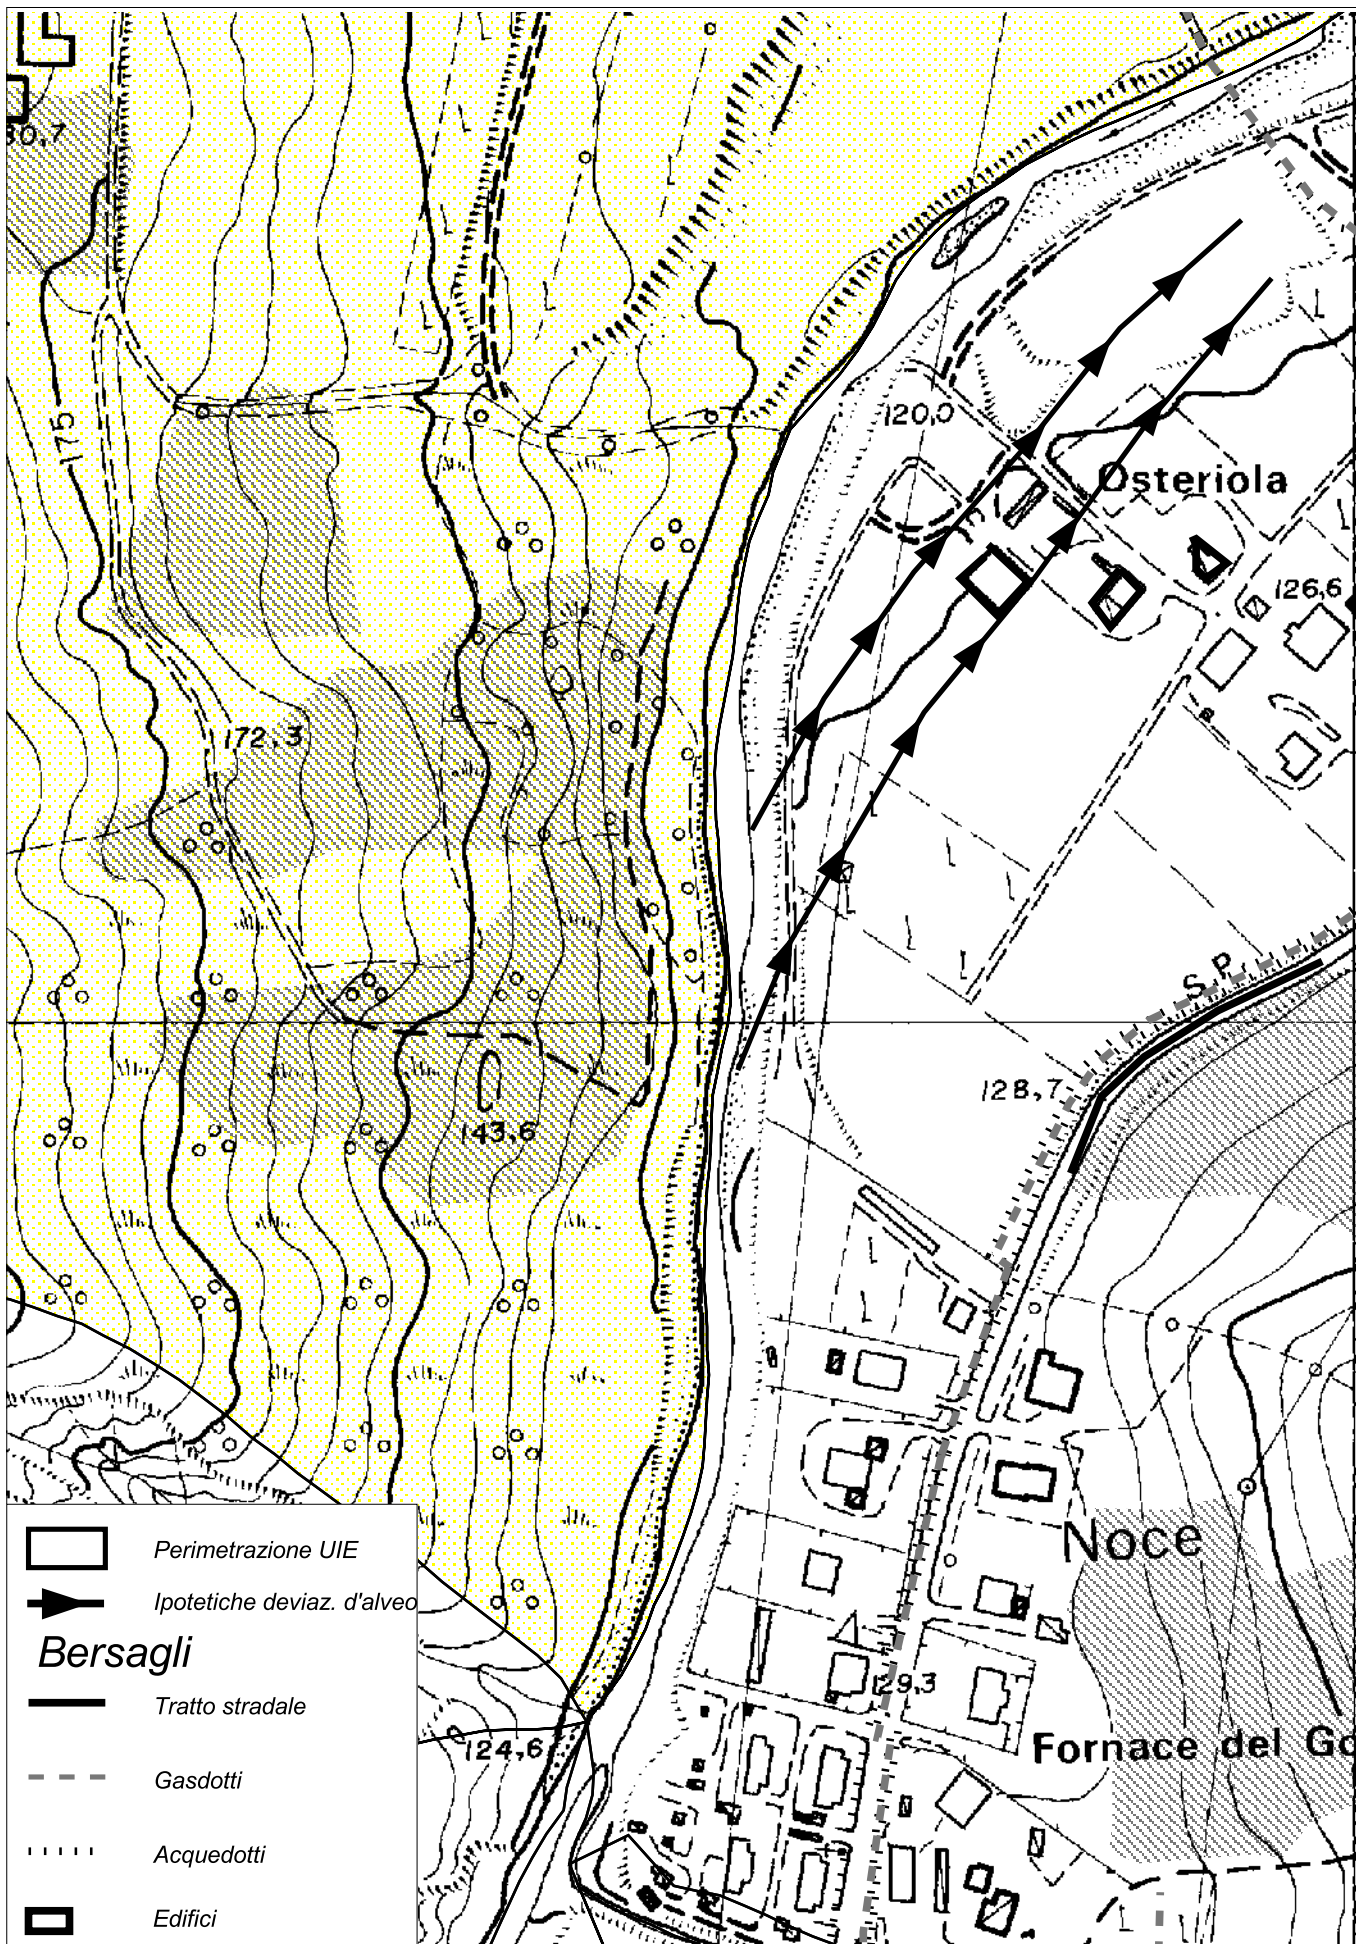 80,7
175
120,0
Osteriola
126,6
172,3
S.P.
128,7
143,6
Noce
129,3
Fornace del Go
124,6
Perimetrazione UIE
Ipotetiche deviaz. d'alveo
Bersagli
Tratto stradale
Gasdotti
Acquedotti
Edifici